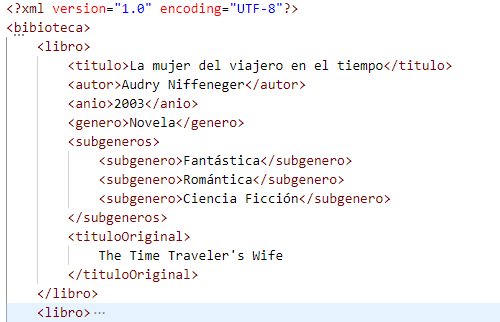 <?xml version="1.0" encoding="UTF-8"?>
<bibioteca>
<libro>
<titulo>La mujer del viajero en el tiempo</titulo>
<autor>Audry Niffeneger</autor>
<anio>2003</anio>
<genero>Novela</genero>
<subgeneros>
<subgenero>Fantástica</subgenero>
<subgenero>Romántica</subgenero>
<subgenero>Ciencia Ficción</subgenero>
</subgeneros>
<tituloOriginal>
The Time Traveler's Wife
</tituloOriginal>
</libro>
<libro>···